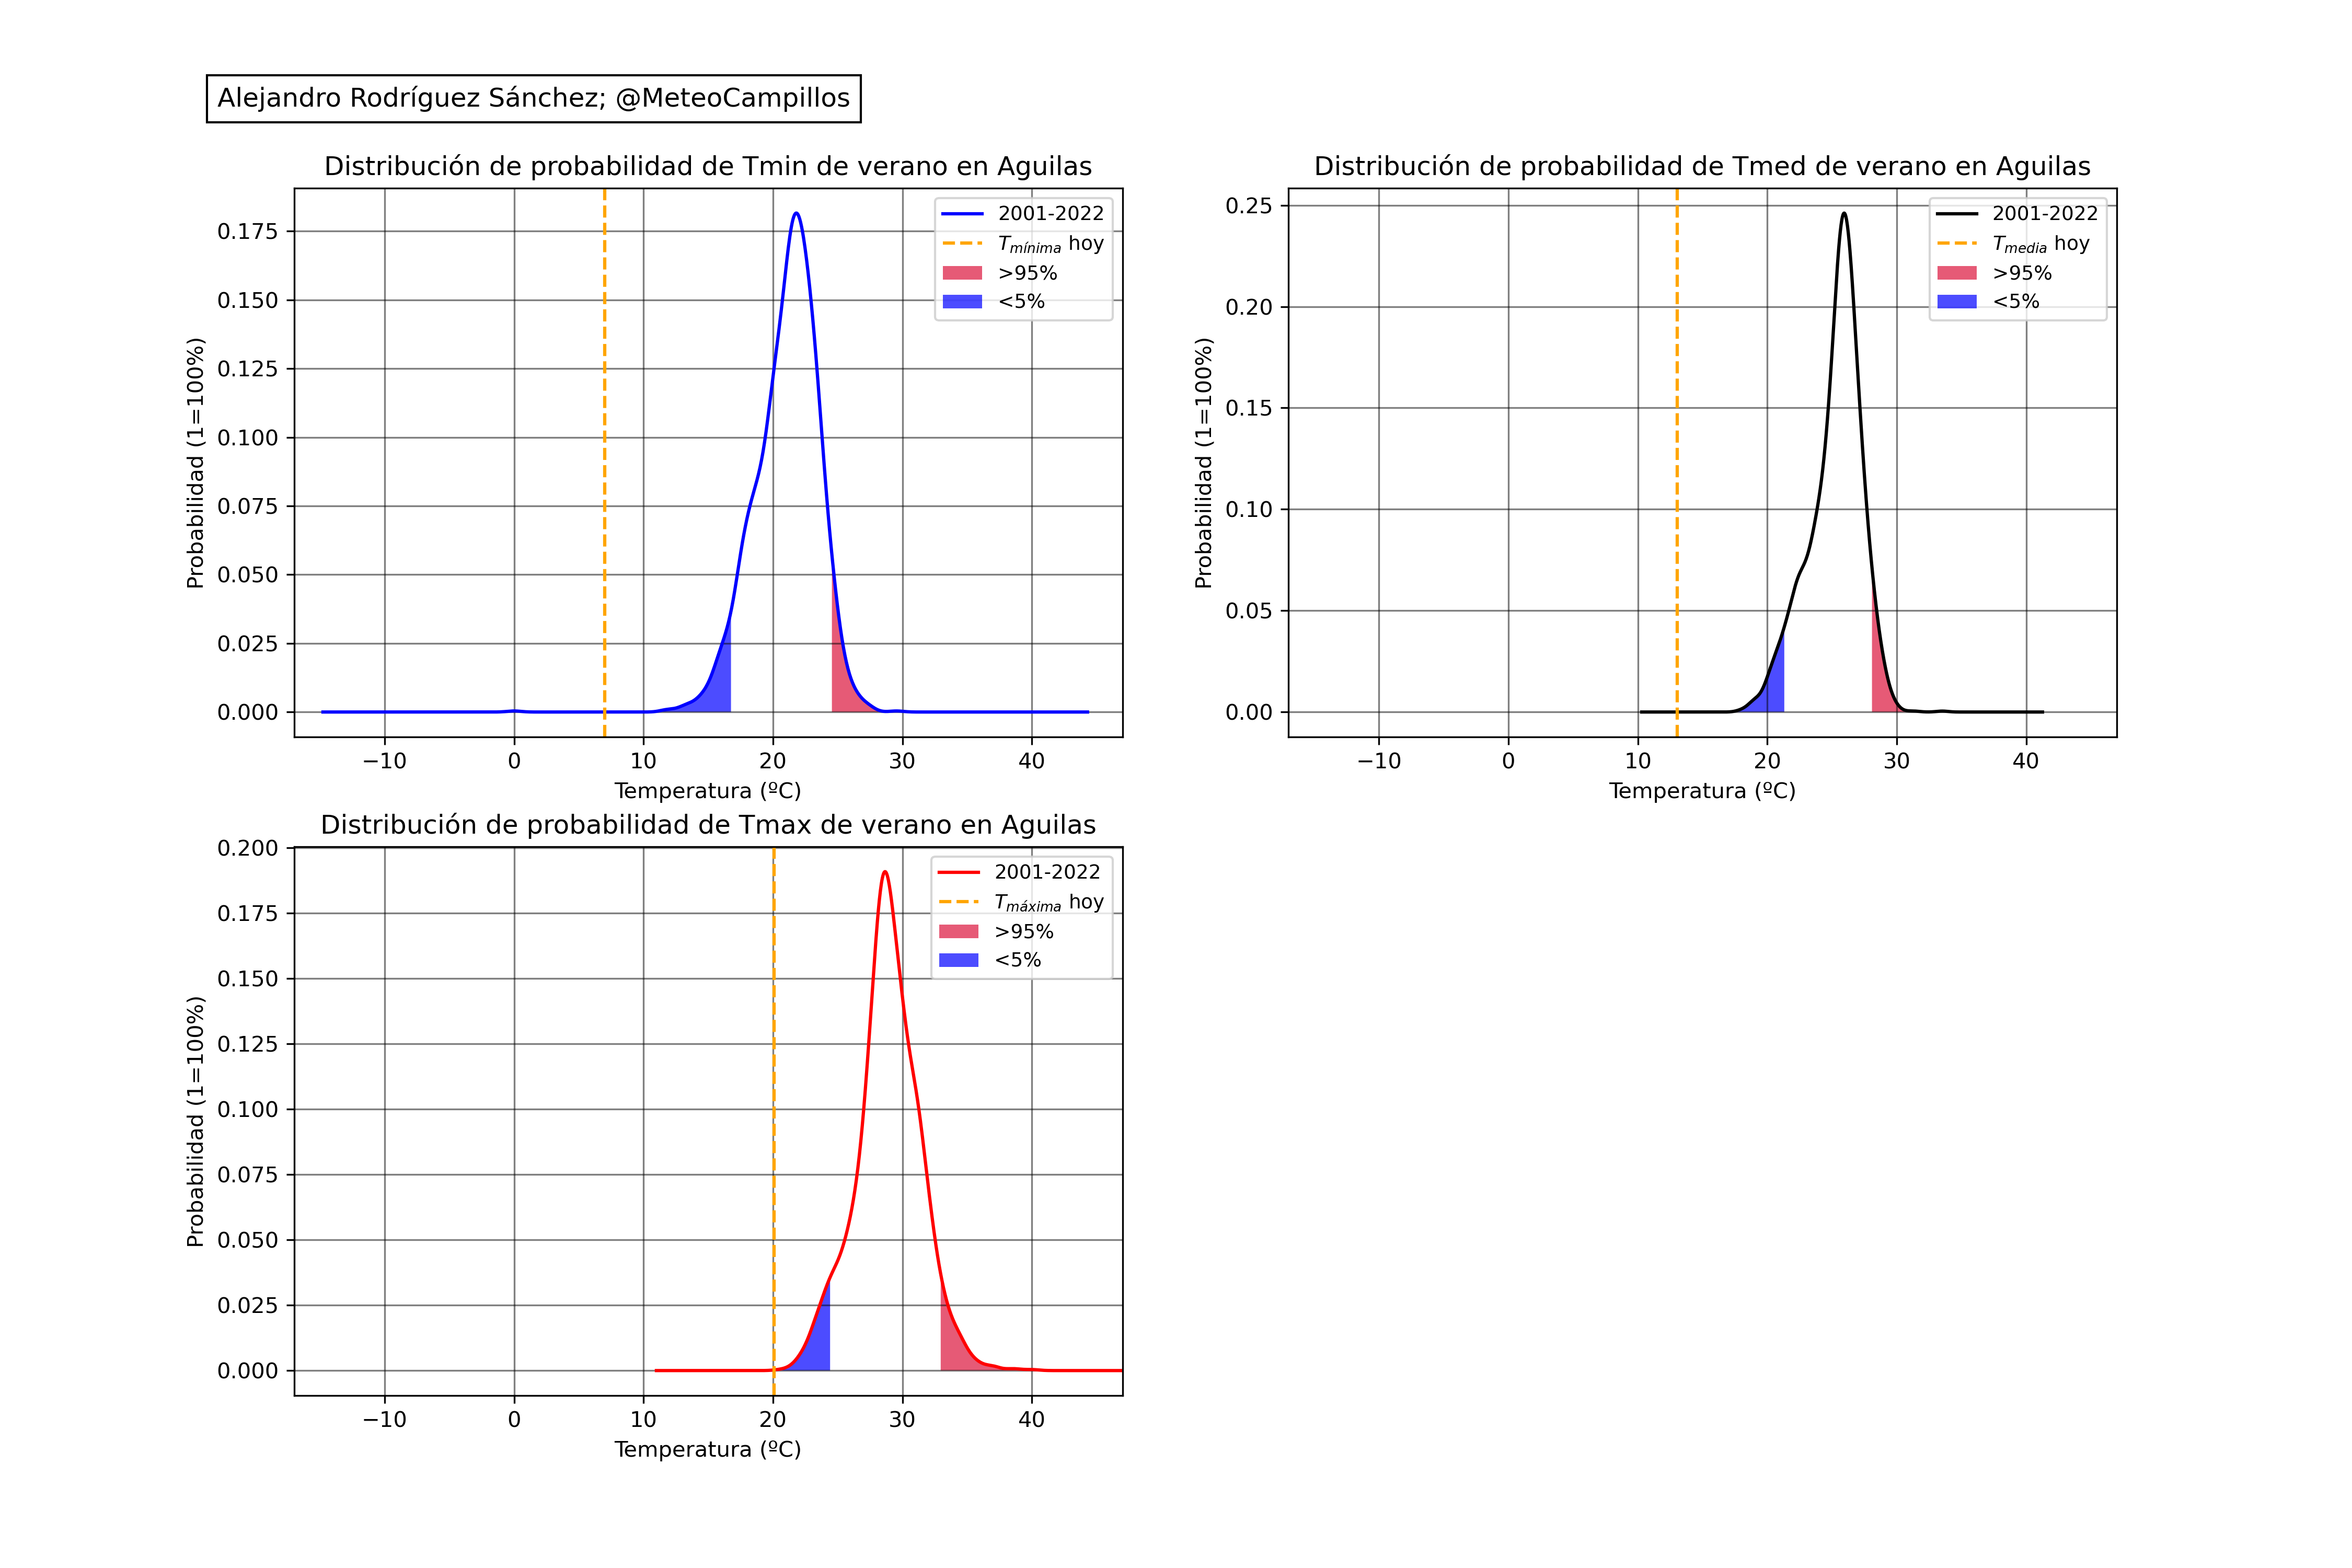 Alejandro Rodríguez Sánchez; @MeteoCampillos
Distribución de probabilidad de Tmin de verano en Aguilas
Probabilidad (1=100%)
0.175
0.150
0.125
0.100
0.075
0.050
0.025
0.000
−10 0 10 20 30 40
Temperatura (ºC)
2001-2022
Tmínima hoy
>95%
<5%
Distribución de probabilidad de Tmed de verano en Aguilas
Probabilidad (1=100%)
0.25
0.20
0.15
0.10
0.05
0.00
−10 0 10 20 30 40
Temperatura (ºC)
2001-2022
Tmedia hoy
>95%
<5%
Distribución de probabilidad de Tmax de verano en Aguilas
Probabilidad (1=100%)
0.200
0.175
0.150
0.125
0.100
0.075
0.050
0.025
0.000
−10 0 10 20 30 40
Temperatura (ºC)
2001-2022
Tmáxima hoy
>95%
<5%